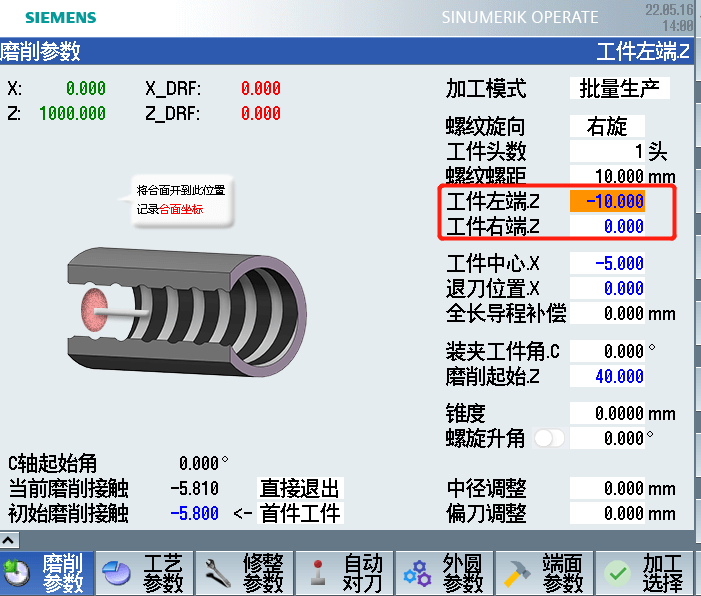 SIEMENS
SINUMERIK OPERATE
22.05.16
14:00
磨削参数
工件左端.Z
X: 0.000 X_DRF: 0.000
Z: 1000.000 Z_DRF: 0.000
将台面开到此位置
记录台面坐标
加工模式 批量生产
螺纹旋向 右旋
工件头数 1 头
螺纹螺距 10.000 mm
工件左端.Z -10.000
工件右端.Z 0.000
工件中心.X -5.000
退刀位置.X 0.000
全长导程补偿 0.000 mm
装夹工件角.C 0.000 °
磨削起始.Z 40.000
锥度 0.0000 mm
螺旋升角 0.000 °
中径调整 0.000 mm
偏刀调整 0.000 mm
C轴起始角 0.000 °
当前磨削接触 -5.810 直接退出
初始磨削接触 -5.800 <- 首件工件
磨削
参数
工艺
参数
修整
参数
自动
对刀
外圆
参数
端面
参数
加工
选择